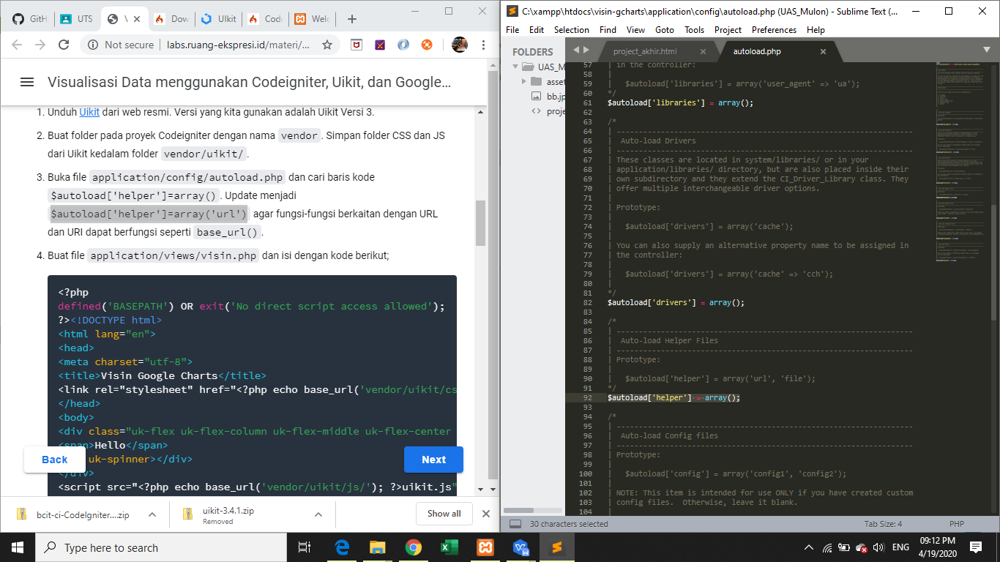 GitH
UTS
V
Dow
UIkit
Code
Welc
Not secure
labs.ruang-ekspresi.id/materi/...
Visualisasi Data menggunakan Codeigniter, Uikit, dan Google...
1. Unduh Uikit dari web resmi. Versi yang kita gunakan adalah Uikit Versi 3.
2. Buat folder pada proyek Codeigniter dengan nama vendor. Simpan folder CSS dan JS
dari Uikit kedalam folder vendor/uikit/.
3. Buka file application/config/autoload.php dan cari baris kode
$autoload['helper']=array(). Update menjadi
$autoload['helper']=array('url') agar fungsi-fungsi berkaitan dengan URL
dan URI dapat berfungsi seperti base_url().
4. Buat file application/views/visin.php dan isi dengan kode berikut;
<?php
defined('BASEPATH') OR exit('No direct script access allowed');
?><!DOCTYPE html>
<html lang="en">
<head>
<meta charset="utf-8">
<title>Visin Google Charts</title>
<link rel="stylesheet" href="<?php echo base_url('vendor/uikit/cs
</head>
<body>
<div class="uk-flex uk-flex-column uk-flex-middle uk-flex-center
<span>Hello</span>
uk-spinner></div>
</div>
<script src="<?php echo base_url('vendor/uikit/js/'); ?>uikit.js"
Back
Next
bcit-ci-CodeIgniter....zip
uikit-3.4.1.zip
Removed
Show all
C:\xampp\htdocs\visin-gcharts\application\config\autoload.php (UAS_Mulon) - Sublime Text (...
File Edit Selection Find View Goto Tools Project Preferences Help
FOLDERS
UAS_M
asset
bb.jp
proje
project_akhir.html
autoload.php
57 | in the controller:
58 |
59 | $autoload['libraries'] = array('user_agent' => 'ua');
60 */
61 $autoload['libraries'] = array();
62
63 /*
64 | -------------------------------------------------------------------
65 | Auto-load Drivers
66 | -------------------------------------------------------------------
67 | These classes are located in system/libraries/ or in your
68 | application/libraries/ directory, but are also placed inside their
69 | own subdirectory and they extend the CI_Driver_Library class. They
70 | offer multiple interchangeable driver options.
71 |
72 | Prototype:
73 |
74 | $autoload['drivers'] = array('cache');
75 |
76 | You can also supply an alternative property name to be assigned in
77 | the controller:
78 |
79 | $autoload['drivers'] = array('cache' => 'cch');
80 |
81 */
82 $autoload['drivers'] = array();
83
84 /*
85 | -------------------------------------------------------------------
86 | Auto-load Helper Files
87 | -------------------------------------------------------------------
88 | Prototype:
89 |
90 | $autoload['helper'] = array('url', 'file');
91 */
92 $autoload['helper'] = array();
93
94 /*
95 | -------------------------------------------------------------------
96 | Auto-load Config files
97 | -------------------------------------------------------------------
98 | Prototype:
99 |
100 | $autoload['config'] = array('config1', 'config2');
101 |
102 | NOTE: This item is intended for use ONLY if you have created custom
103 | config files. Otherwise, leave it blank.
104 |
30 characters selected
Tab Size: 4
PHP
Type here to search
ENG
09:12 PM
4/19/2020